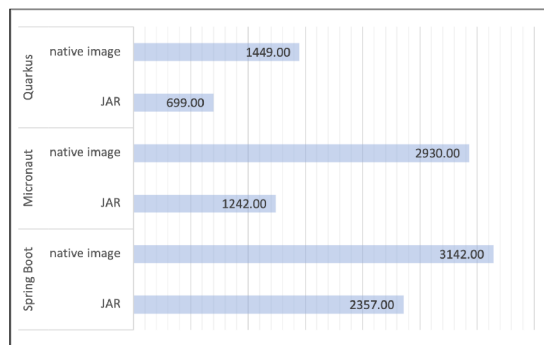 Quarkus
native image
1449.00
JAR
699.00
Micronaut
native image
2930.00
JAR
1242.00
Spring Boot
native image
3142.00
JAR
2357.00